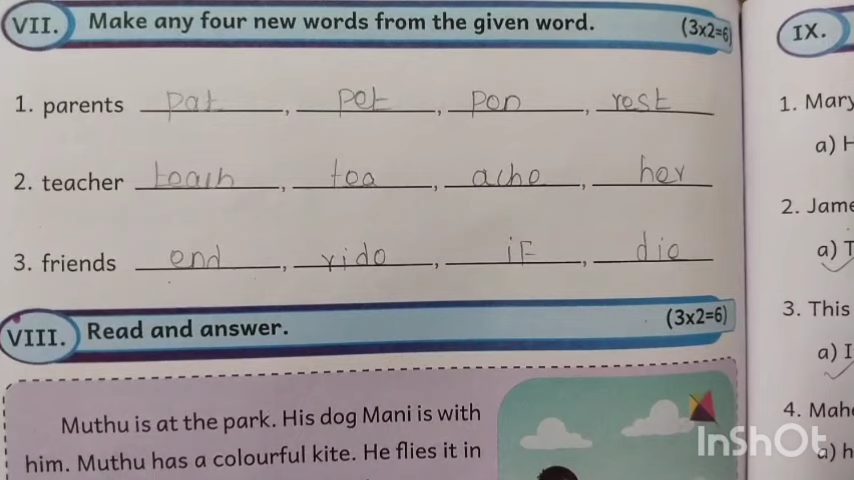 VII. Make any four new words from the given word. (3x2=6)
IX.
1. parents pat, pet, pen, rest
2. teacher teach, tea, ache, her
3. friends end, ride, if, die
VIII. Read and answer. (3x2=6)
Muthu is at the park. His dog Mani is with
him. Muthu has a colourful kite. He flies it in
1. Mary
a)
2. Jame
a) T
3. This
a) I
4. Mahe
a) h
InShOt